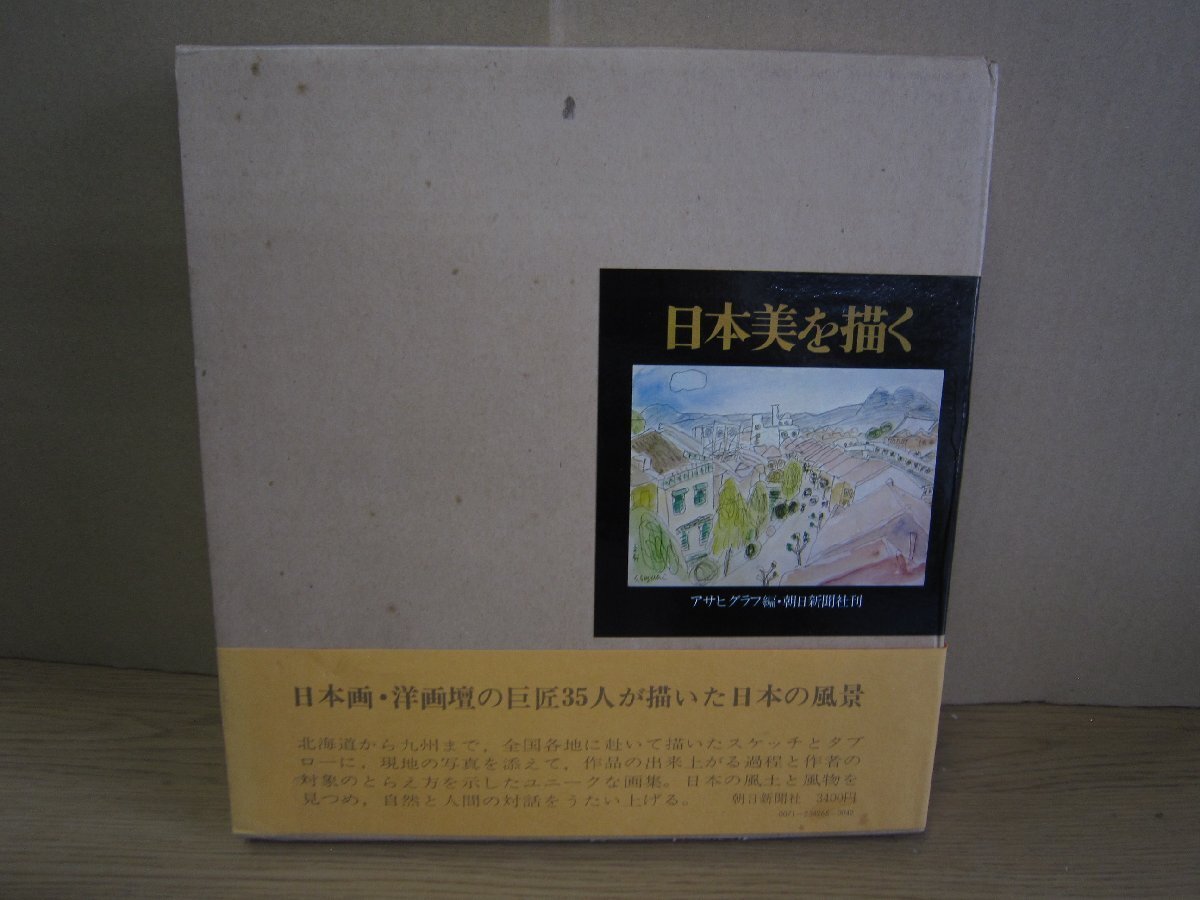 日本美を描く
アサヒグラフ編・朝日新聞社刊
日本画・洋画壇の巨匠35人が描いた日本の風景
北海道から九州まで，全国各地に赴いて描いたスケッチとタブ
ローに，現地の写真を添えて，作品の出来上がる過程と作者の
対象のとらえ方を示したユニークな画集。日本の風土と風物を
見つめ，自然と人間の対話をうたい上げる。 朝日新聞社 3400円